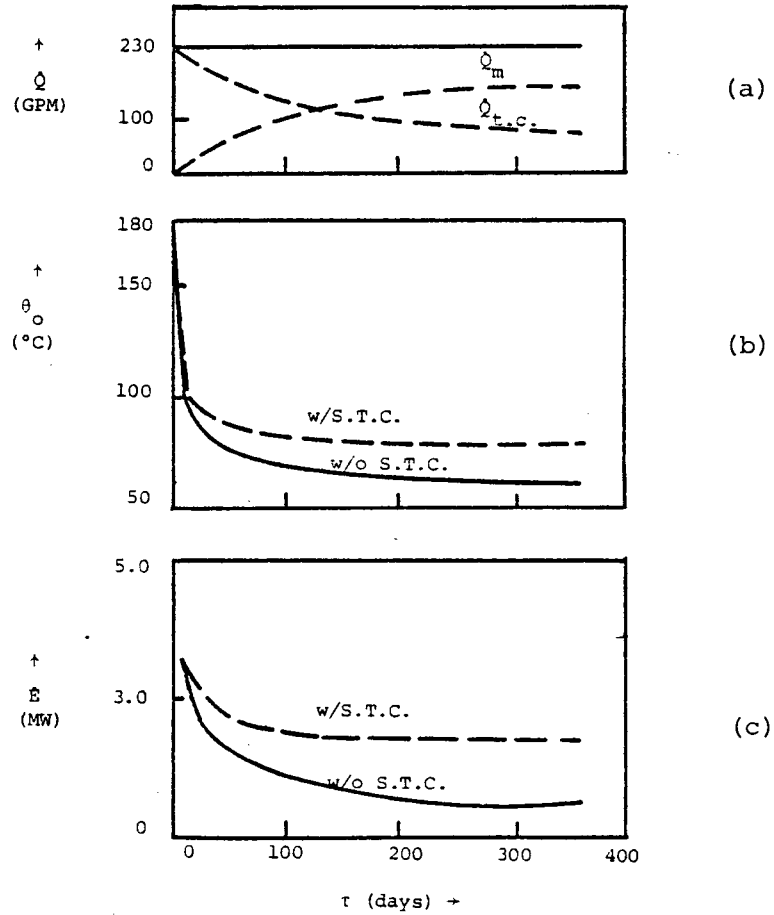 ↑
Q̇
(GPM)
230
100
0
Q̇m
Q̇t.c.
(a)
↑
θo
(°C)
180
150
100
50
w/S.T.C.
w/o S.T.C.
(b)
↑
Ė
(MW)
5.0
3.0
0
w/S.T.C.
w/o S.T.C.
(c)
0 100 200 300 400
τ (days) →